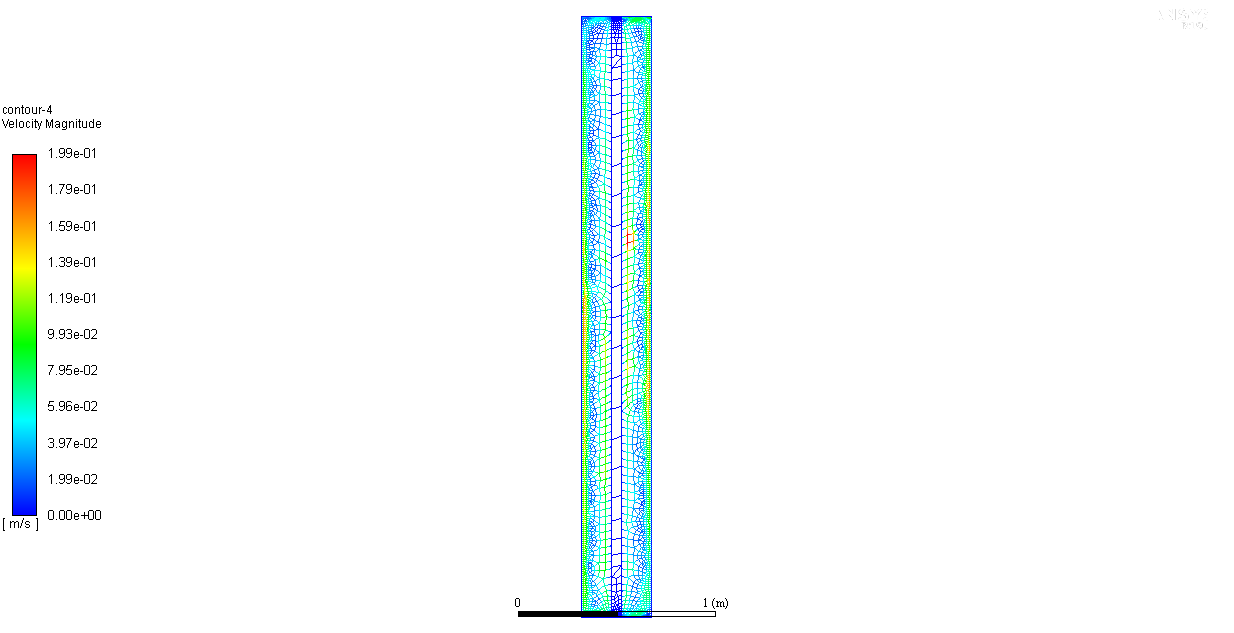 contour-4
Velocity Magnitude
1.99e-01
1.79e-01
1.59e-01
1.39e-01
1.19e-01
9.93e-02
7.95e-02
5.96e-02
3.97e-02
1.99e-02
0.00e+00
[ m/s ]
0 1 (m)